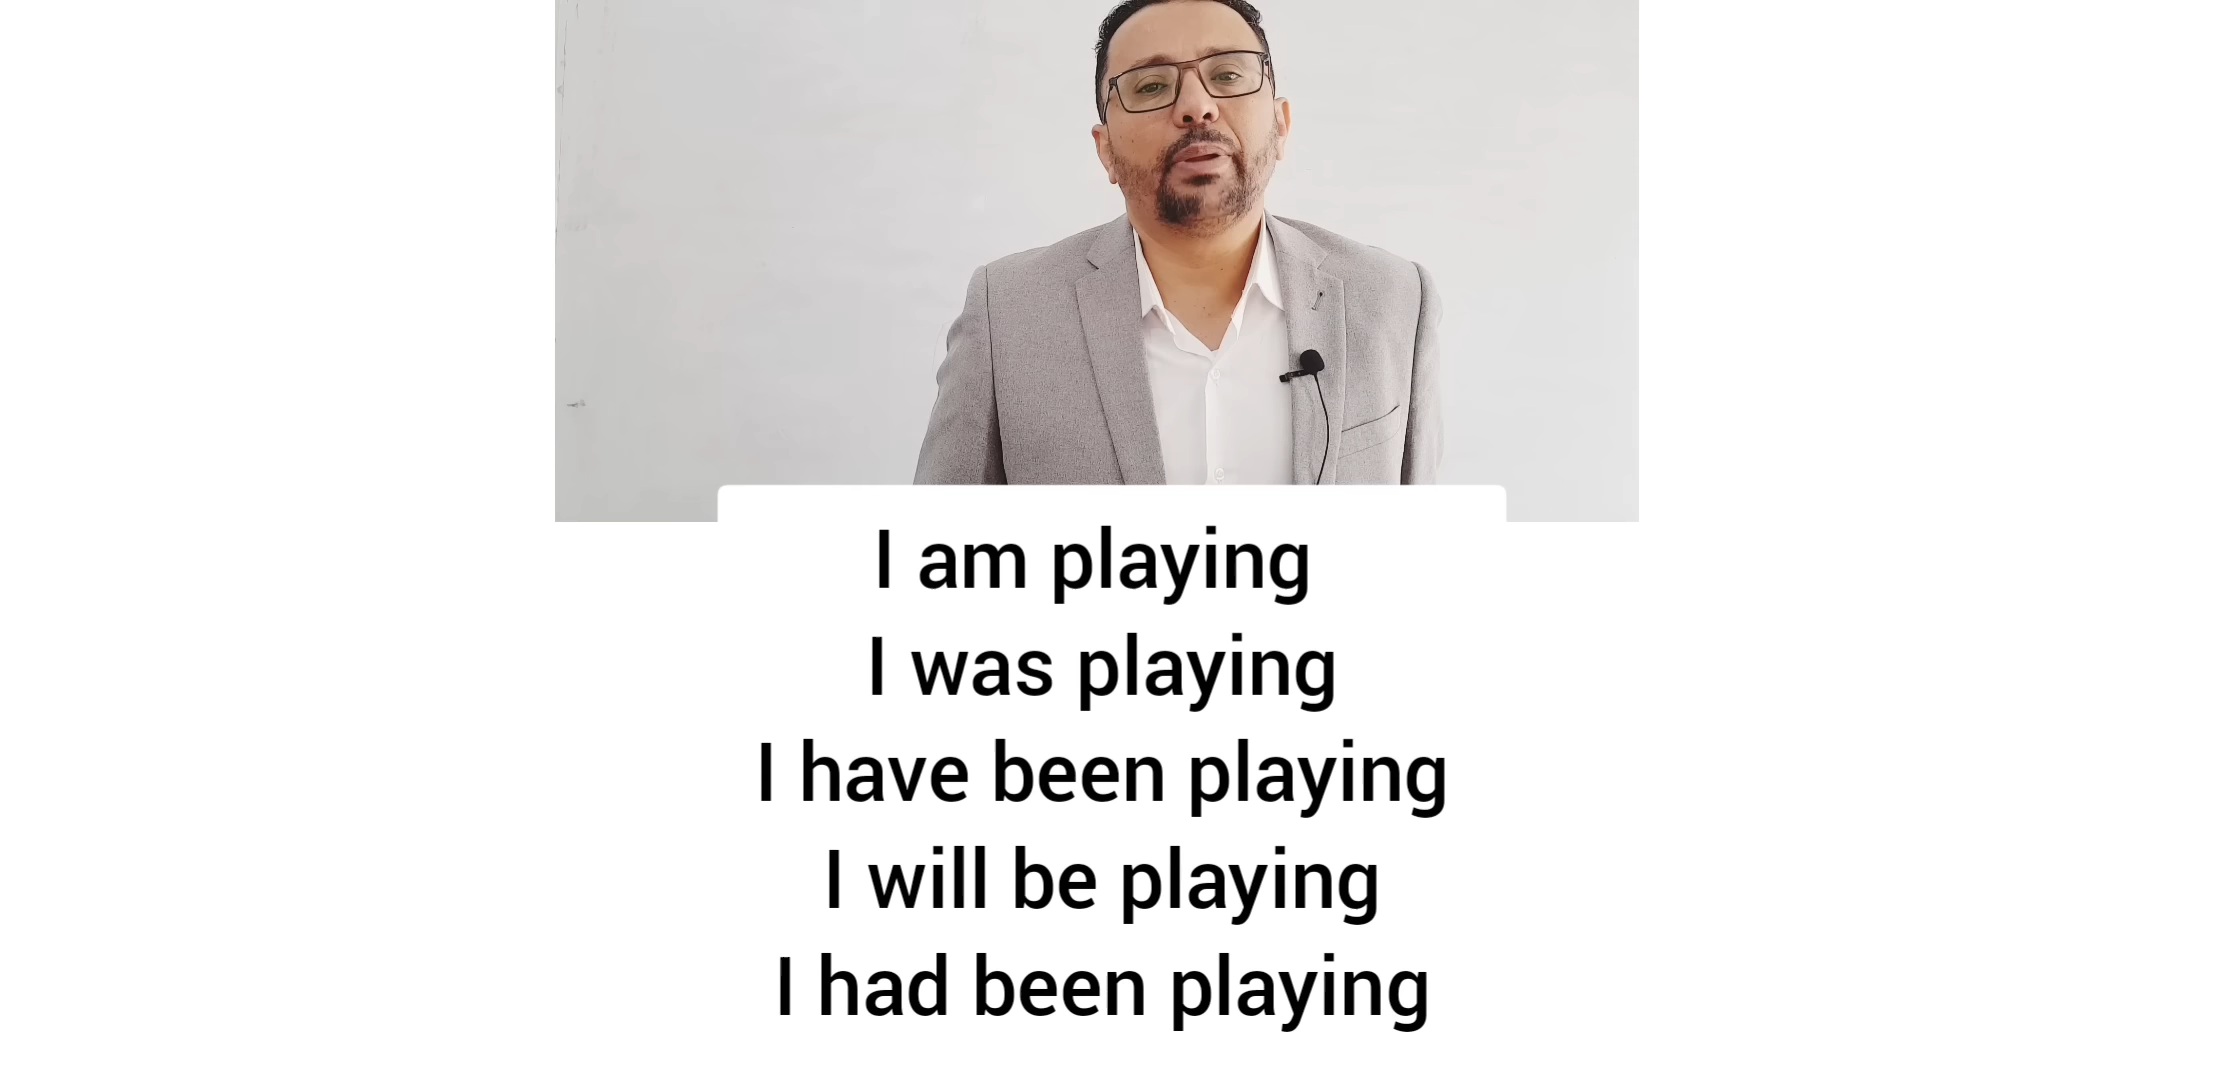 I am playing
I was playing
I have been playing
I will be playing
I had been playing